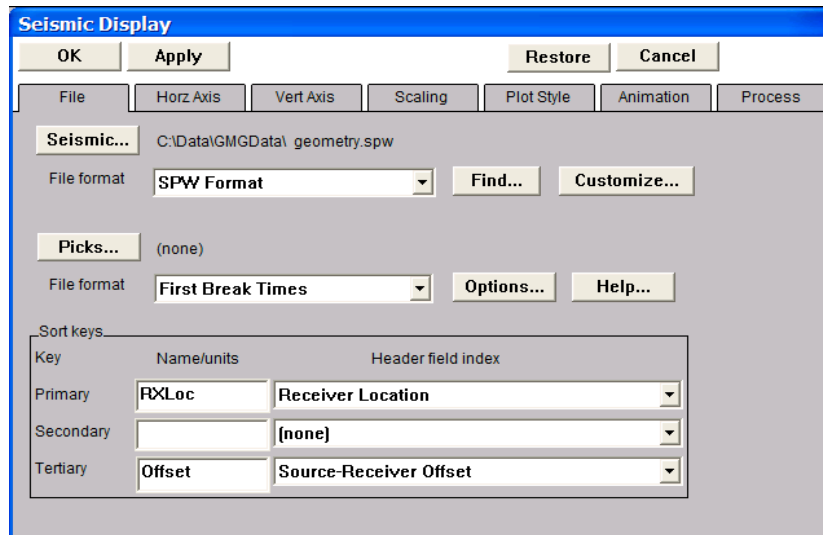 Seismic Display
OK Apply Restore Cancel
File Horz Axis Vert Axis Scaling Plot Style Animation Process
Seismic... C:\Data\GMGData\ geometry.spw
File format SPW Format Find... Customize...
Picks... (none)
File format First Break Times Options... Help...
Sort keys
Key Name/units Header field index
Primary RXLoc Receiver Location
Secondary (none)
Tertiary Offset Source-Receiver Offset